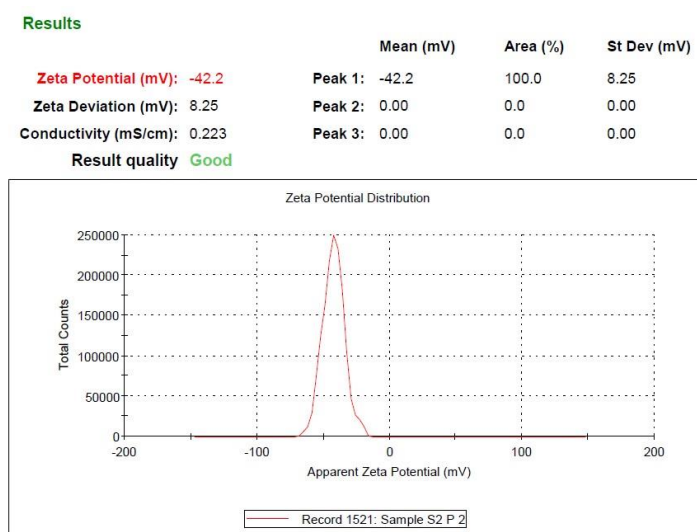 Results
Mean (mV) Area (%) St Dev (mV)
Zeta Potential (mV): -42.2 Peak 1: -42.2 100.0 8.25
Zeta Deviation (mV): 8.25 Peak 2: 0.00 0.0 0.00
Conductivity (mS/cm): 0.223 Peak 3: 0.00 0.0 0.00
Result quality Good
Zeta Potential Distribution
250000
200000
150000
100000
50000
0
Total Counts
-200 -100 0 100 200
Apparent Zeta Potential (mV)
Record 1521: Sample S2 P 2